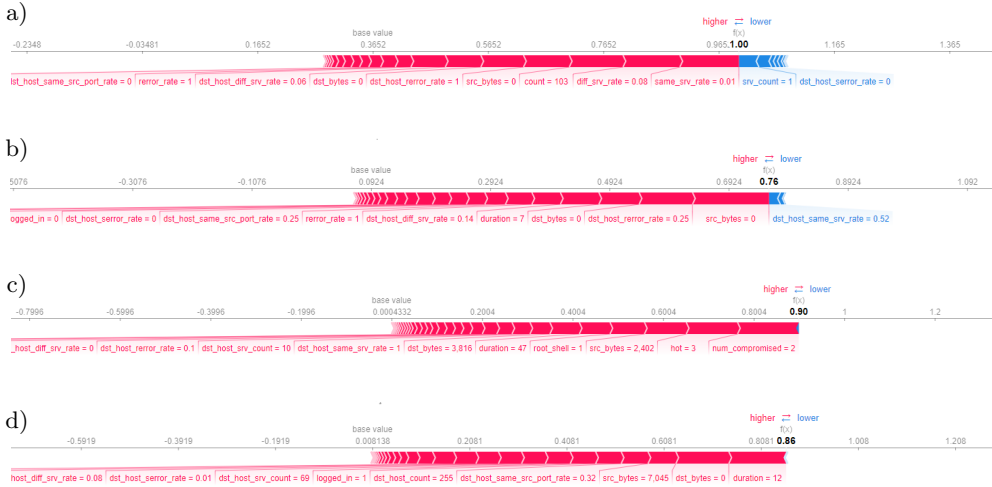 a)
higher ⇄ lower
base value f(x)
-0.2348 -0.03481 0.1652 0.3652 0.5652 0.7652 0.965 1.00 1.165 1.365
lst_host_same_src_port_rate = 0 rerror_rate = 1 dst_host_diff_srv_rate = 0.06 dst_bytes = 0 dst_host_rerror_rate = 1 src_bytes = 0 count = 103 diff_srv_rate = 0.08 same_srv_rate = 0.01 srv_count = 1 dst_host_serror_rate = 0
b)
higher ⇄ lower
base value f(x)
5076 -0.3076 -0.1076 0.0924 0.2924 0.4924 0.6924 0.76 0.8924 1.092
ogged_in = 0 dst_host_serror_rate = 0 dst_host_same_src_port_rate = 0.25 rerror_rate = 1 dst_host_diff_srv_rate = 0.14 duration = 7 dst_bytes = 0 dst_host_rerror_rate = 0.25 src_bytes = 0 dst_host_same_srv_rate = 0.52
c)
higher ⇄ lower
base value f(x)
-0.7996 -0.5996 -0.3996 -0.1996 0.0004332 0.2004 0.4004 0.6004 0.8004 0.90 1 1.2
_host_diff_srv_rate = 0 dst_host_rerror_rate = 0.1 dst_host_srv_count = 10 dst_host_same_srv_rate = 1 dst_bytes = 3,816 duration = 47 root_shell = 1 src_bytes = 2,402 hot = 3 num_compromised = 2
d)
higher ⇄ lower
base value f(x)
-0.5919 -0.3919 -0.1919 0.008138 0.2081 0.4081 0.6081 0.8081 0.86 1.008 1.208
host_diff_srv_rate = 0.08 dst_host_serror_rate = 0.01 dst_host_srv_count = 69 logged_in = 1 dst_host_count = 255 dst_host_same_src_port_rate = 0.32 src_bytes = 7,045 dst_bytes = 0 duration = 12